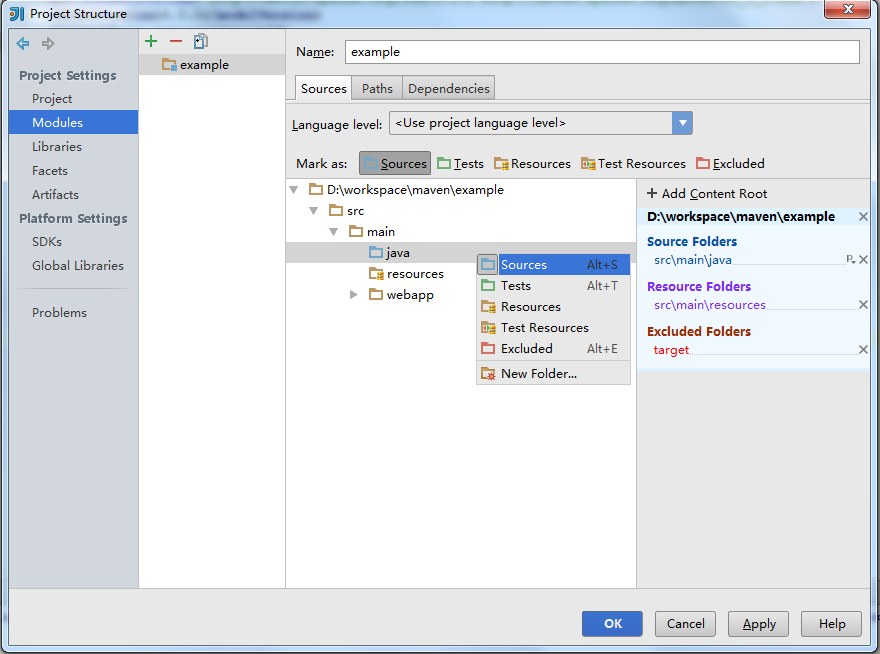 Project Structure
Project Settings
Project
Modules
Libraries
Facets
Artifacts
Platform Settings
SDKs
Global Libraries
Problems
example
Name: example
Sources Paths Dependencies
Language level: <Use project language level>
Mark as: Sources Tests Resources Test Resources Excluded
D:\workspace\maven\example
src
main
java
resources
webapp
Sources Alt+S
Tests Alt+T
Resources
Test Resources
Excluded Alt+E
New Folder...
+ Add Content Root
D:\workspace\maven\example
Source Folders
src\main\java
Resource Folders
src\main\resources
Excluded Folders
target
OK Cancel Apply Help